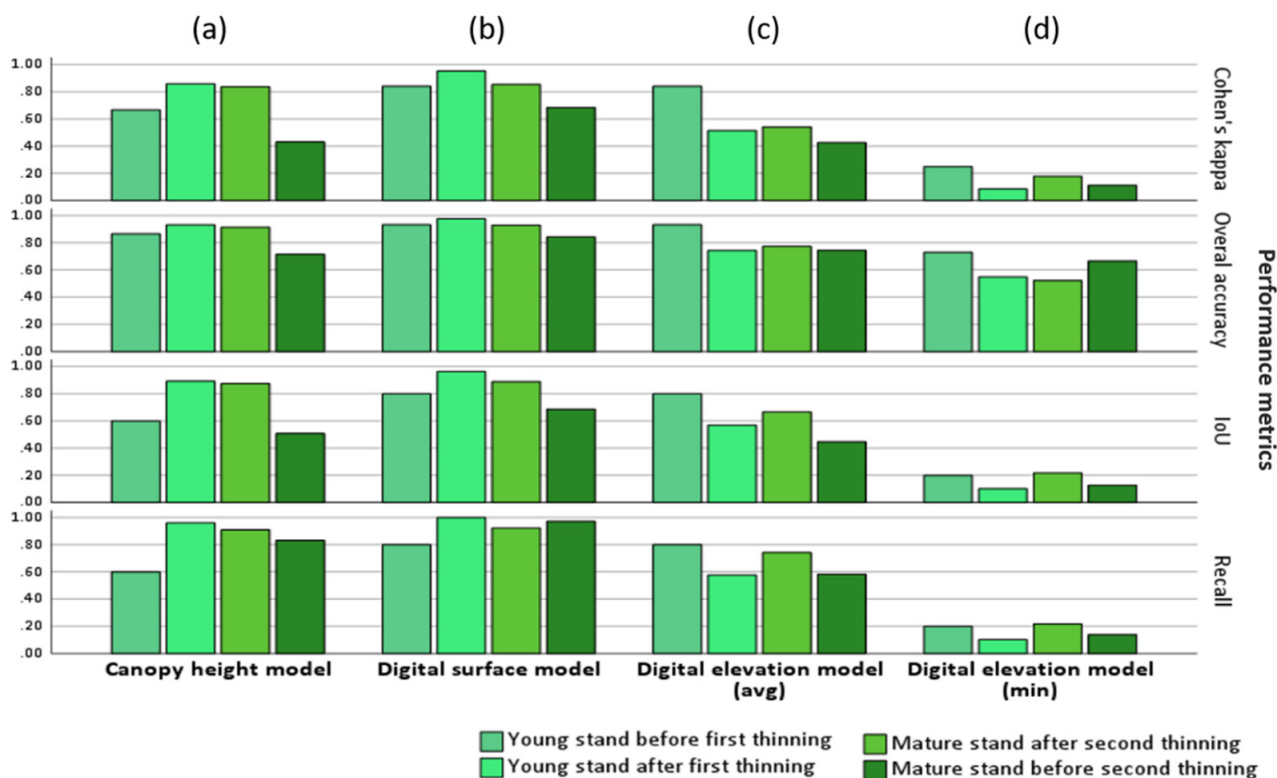 (a)
(b)
(c)
(d)
1.00
.80
.60
.40
.20
.00
Cohen's kappa
1.00
.80
.60
.40
.20
.00
Overal accuracy
1.00
.80
.60
.40
.20
.00
IoU
1.00
.80
.60
.40
.20
.00
Recall
Performance metrics
Canopy height model
Digital surface model
Digital elevation model
(avg)
Digital elevation model
(min)
Young stand before first thinning
Young stand after first thinning
Mature stand after second thinning
Mature stand before second thinning